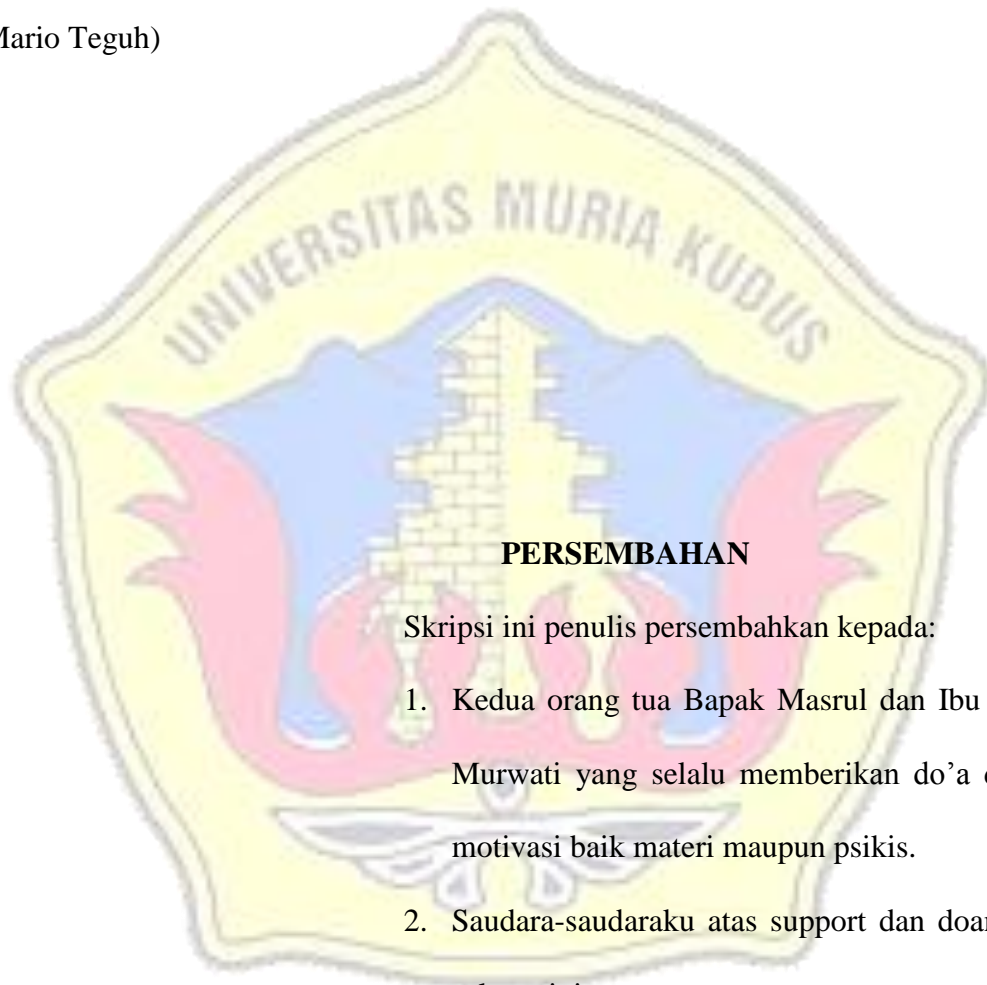 Mario Teguh)
UNIVERSITAS MURIA KUDUS
PERSEMBAHAN
Skripsi ini penulis persembahkan kepada:
1. Kedua orang tua Bapak Masrul dan Ibu
Murwati yang selalu memberikan do’a
motivasi baik materi maupun psikis.
2. Saudara-saudaraku atas support dan